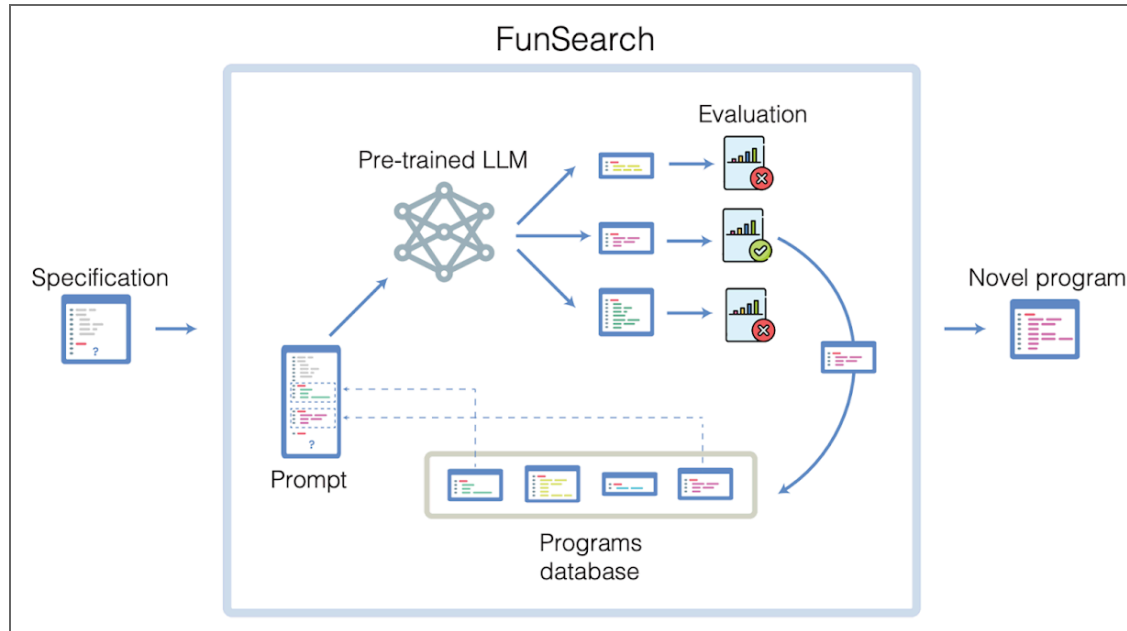 FunSearch
Evaluation
Pre-trained LLM
Specification
?
Novel program
?
Prompt
Programs
database